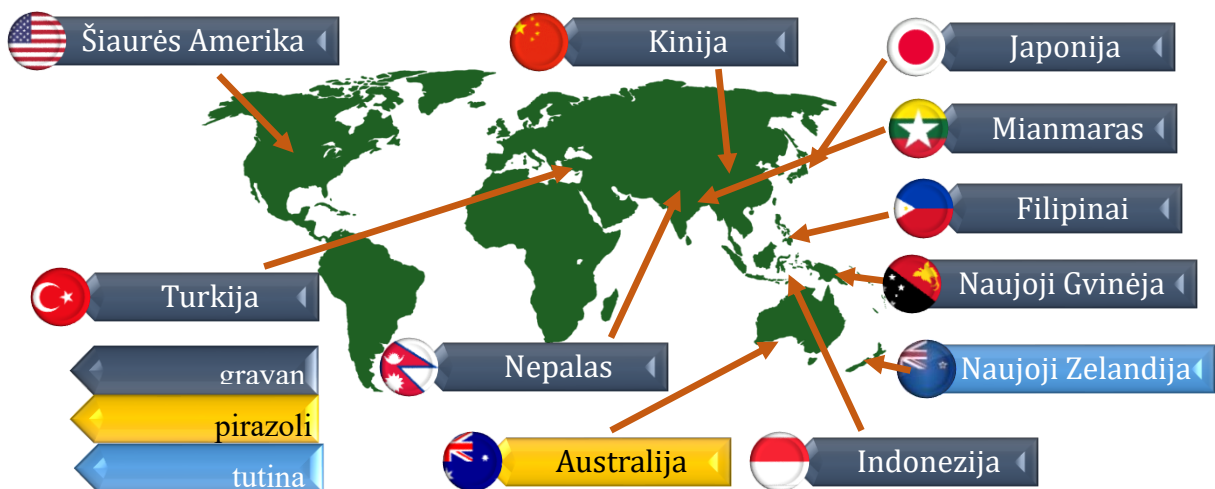 Šiaurės Amerika
Kinija
Japonija
Mianmaras
Filipinai
Naujoji Gvinėja
Turkija
Nepalas
Naujoji Zelandija
gravan
pirazoli
tutina
Australija
Indonezija